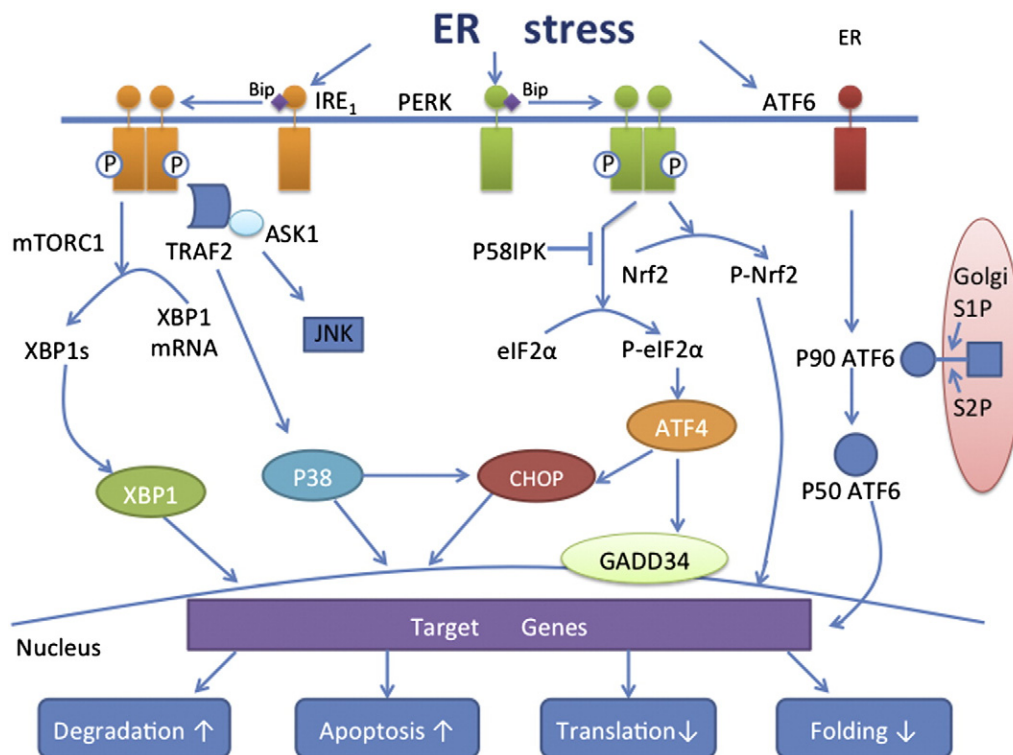 ER stress
ER
Bip
IRE1
PERK
Bip
ATF6
P
P
P
P
mTORC1
TRAF2
ASK1
P58IPK
Nrf2
P-Nrf2
Golgi
S1P
XBP1s
XBP1
mRNA
JNK
eIF2α
P-eIF2α
P90 ATF6
S2P
ATF4
XBP1
P38
CHOP
P50 ATF6
GADD34
Nucleus
Target Genes
Degradation ↑
Apoptosis ↑
Translation↓
Folding ↓